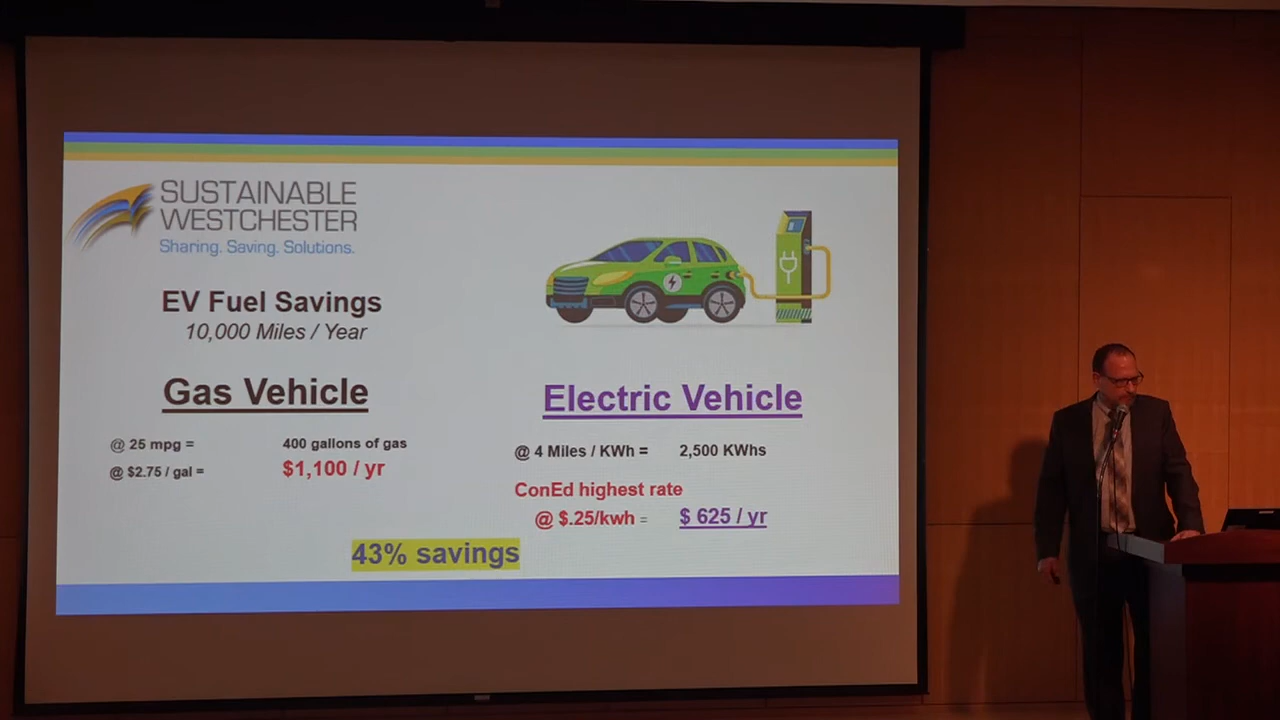 SUSTAINABLE
WESTCHESTER
Sharing. Saving. Solutions.
EV Fuel Savings
10,000 Miles / Year
Gas Vehicle
@ 25 mpg = 400 gallons of gas
@ $2.75 / gal = $1,100 / yr
Electric Vehicle
@ 4 Miles / KWh = 2,500 KWhs
ConEd highest rate
@ $.25/kwh = $ 625 / yr
43% savings